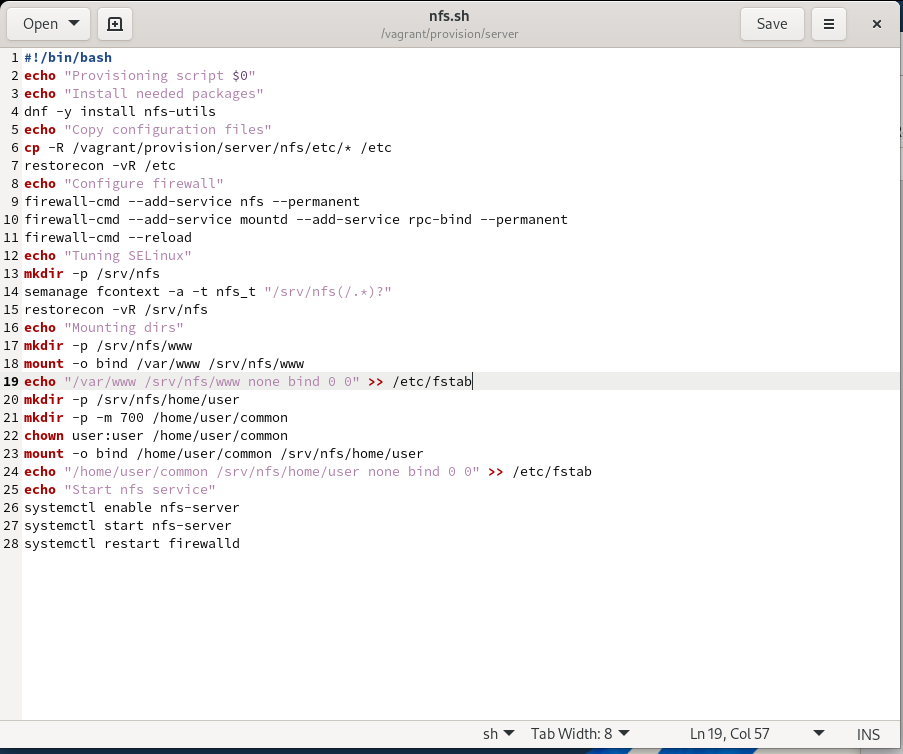 Open
nfs.sh
/vagrant/provision/server
Save
1 #!/bin/bash
2 echo "Provisioning script $0"
3 echo "Install needed packages"
4 dnf -y install nfs-utils
5 echo "Copy configuration files"
6 cp -R /vagrant/provision/server/nfs/etc/* /etc
7 restorecon -vR /etc
8 echo "Configure firewall"
9 firewall-cmd --add-service nfs --permanent
10 firewall-cmd --add-service mountd --add-service rpc-bind --permanent
11 firewall-cmd --reload
12 echo "Tuning SELinux"
13 mkdir -p /srv/nfs
14 semanage fcontext -a -t nfs_t "/srv/nfs(/.*)?"
15 restorecon -vR /srv/nfs
16 echo "Mounting dirs"
17 mkdir -p /srv/nfs/www
18 mount -o bind /var/www /srv/nfs/www
19 echo "/var/www /srv/nfs/www none bind 0 0" >> /etc/fstab
20 mkdir -p /srv/nfs/home/user
21 mkdir -p -m 700 /home/user/common
22 chown user:user /home/user/common
23 mount -o bind /home/user/common /srv/nfs/home/user
24 echo "/home/user/common /srv/nfs/home/user none bind 0 0" >> /etc/fstab
25 echo "Start nfs service"
26 systemctl enable nfs-server
27 systemctl start nfs-server
28 systemctl restart firewalld
sh Tab Width: 8 Ln 19, Col 57 INS